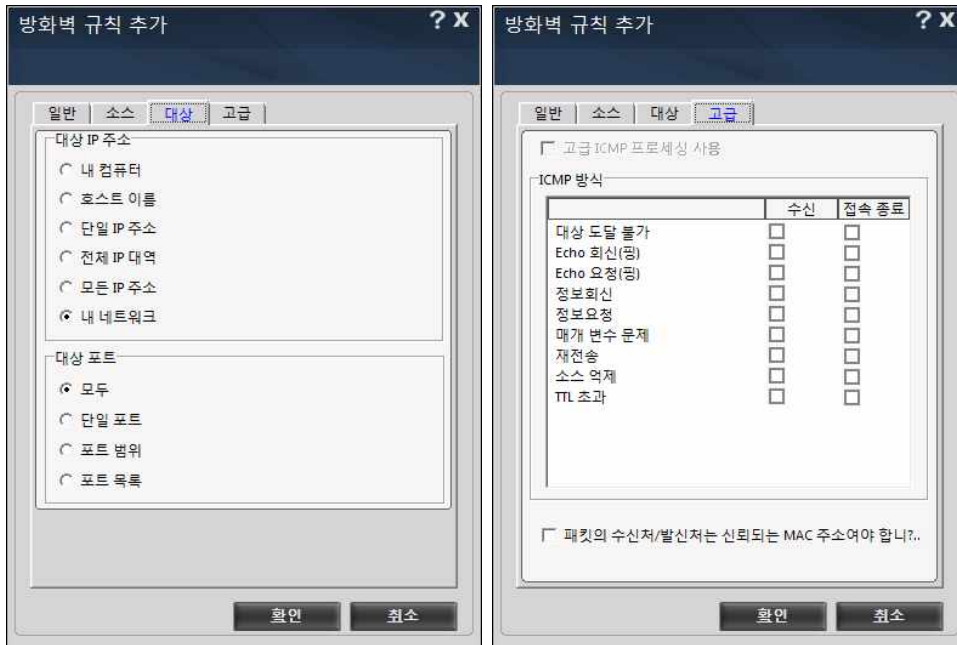 방화벽 규칙 추가
? X
일반 소스 대상 고급
대상 IP 주소
내 컴퓨터
호스트 이름
단일 IP 주소
전체 IP 대역
모든 IP 주소
내 네트워크
대상 포트
모두
단일 포트
포트 범위
포트 목록
확인 취소
방화벽 규칙 추가
? X
일반 소스 대상 고급
고급 ICMP 프로세싱 사용
ICMP 방식
수신 접속 종료
대상 도달 불가
Echo 회신(핑)
Echo 요청(핑)
정보회신
정보요청
매개 변수 문제
재전송
소스 억제
TTL 초과
패킷의 수신처/발신처는 신뢰되는 MAC 주소여야 합니?..
확인 취소